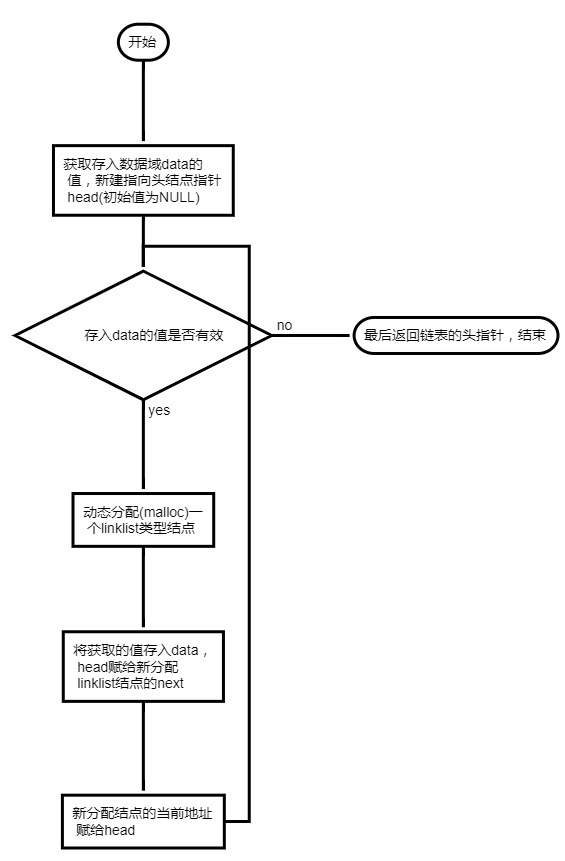 开始
获取存入数据域data的
值，新建指向头结点指针
head(初始值为NULL)
存入data的值是否有效
no
最后返回链表的头指针，结束
yes
动态分配(malloc)一
个linklist类型结点
将获取的值存入data，
head赋给新分配
linklist结点的next
新分配结点的当前地址
赋给head